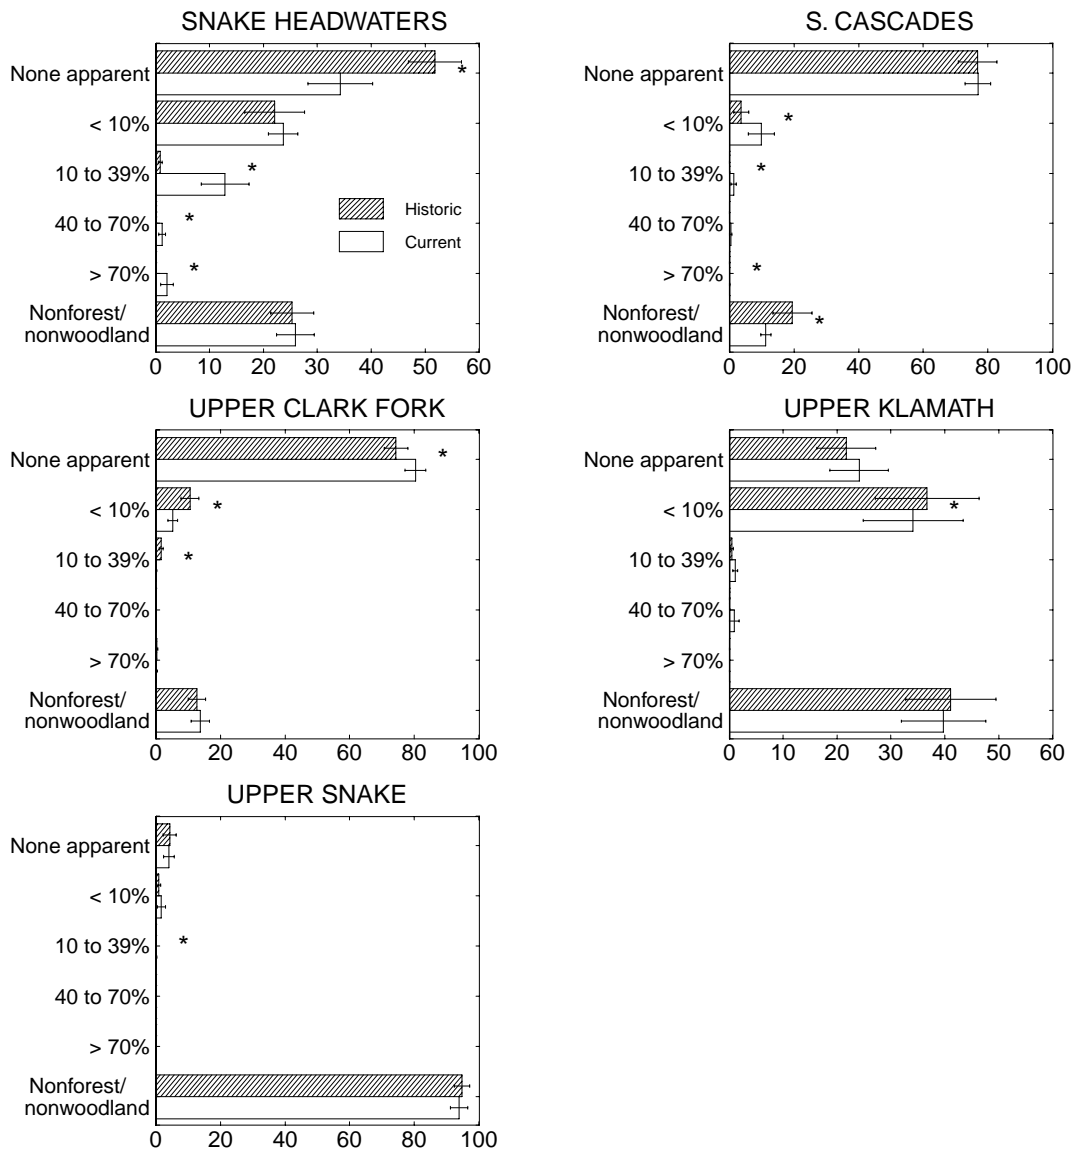 SNAKE HEADWATERS
None apparent
*
< 10%
10 to 39%
*
40 to 70%
*
> 70%
*
Nonforest/
nonwoodland
Historic
Current
0 10 20 30 40 50 60
S. CASCADES
None apparent
< 10%
*
10 to 39%
*
40 to 70%
> 70%
*
Nonforest/
nonwoodland
*
0 20 40 60 80 100
UPPER CLARK FORK
None apparent
*
< 10%
*
10 to 39%
*
40 to 70%
> 70%
Nonforest/
nonwoodland
0 20 40 60 80 100
UPPER KLAMATH
None apparent
< 10%
*
10 to 39%
40 to 70%
> 70%
Nonforest/
nonwoodland
0 10 20 30 40 50 60
UPPER SNAKE
None apparent
< 10%
10 to 39%
*
40 to 70%
> 70%
Nonforest/
nonwoodland
0 20 40 60 80 100